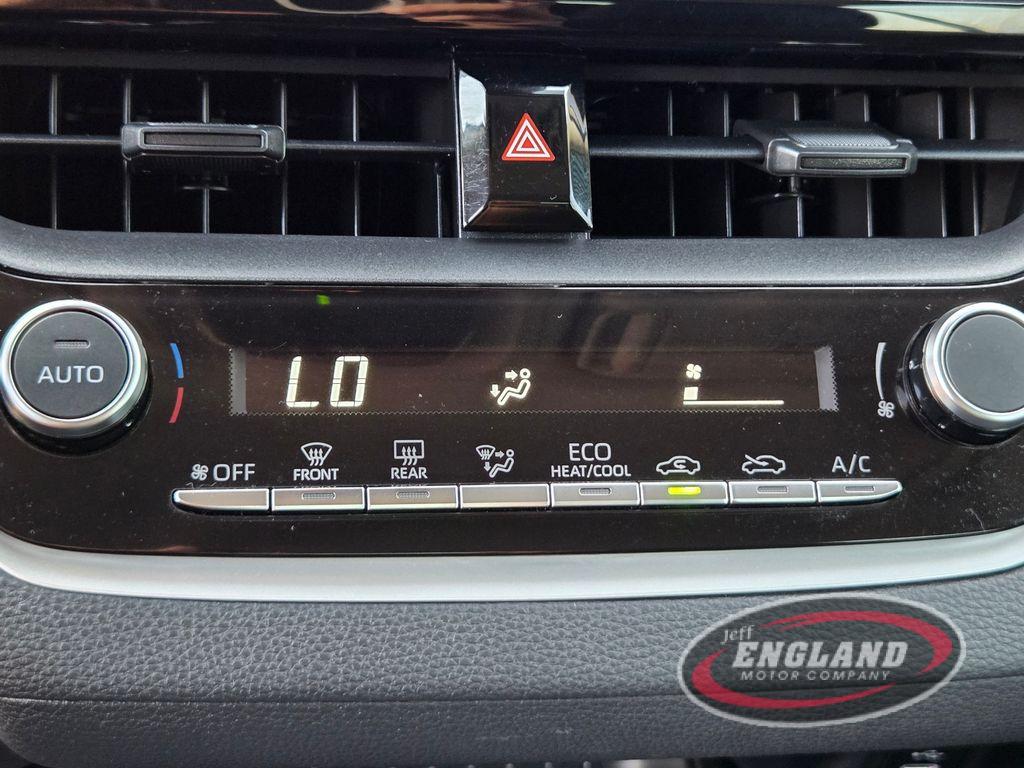 AUTO
LO
OFF
FRONT
REAR
ECO
HEAT/COOL
A/C
Jeff
ENGLAND
MOTOR COMPANY